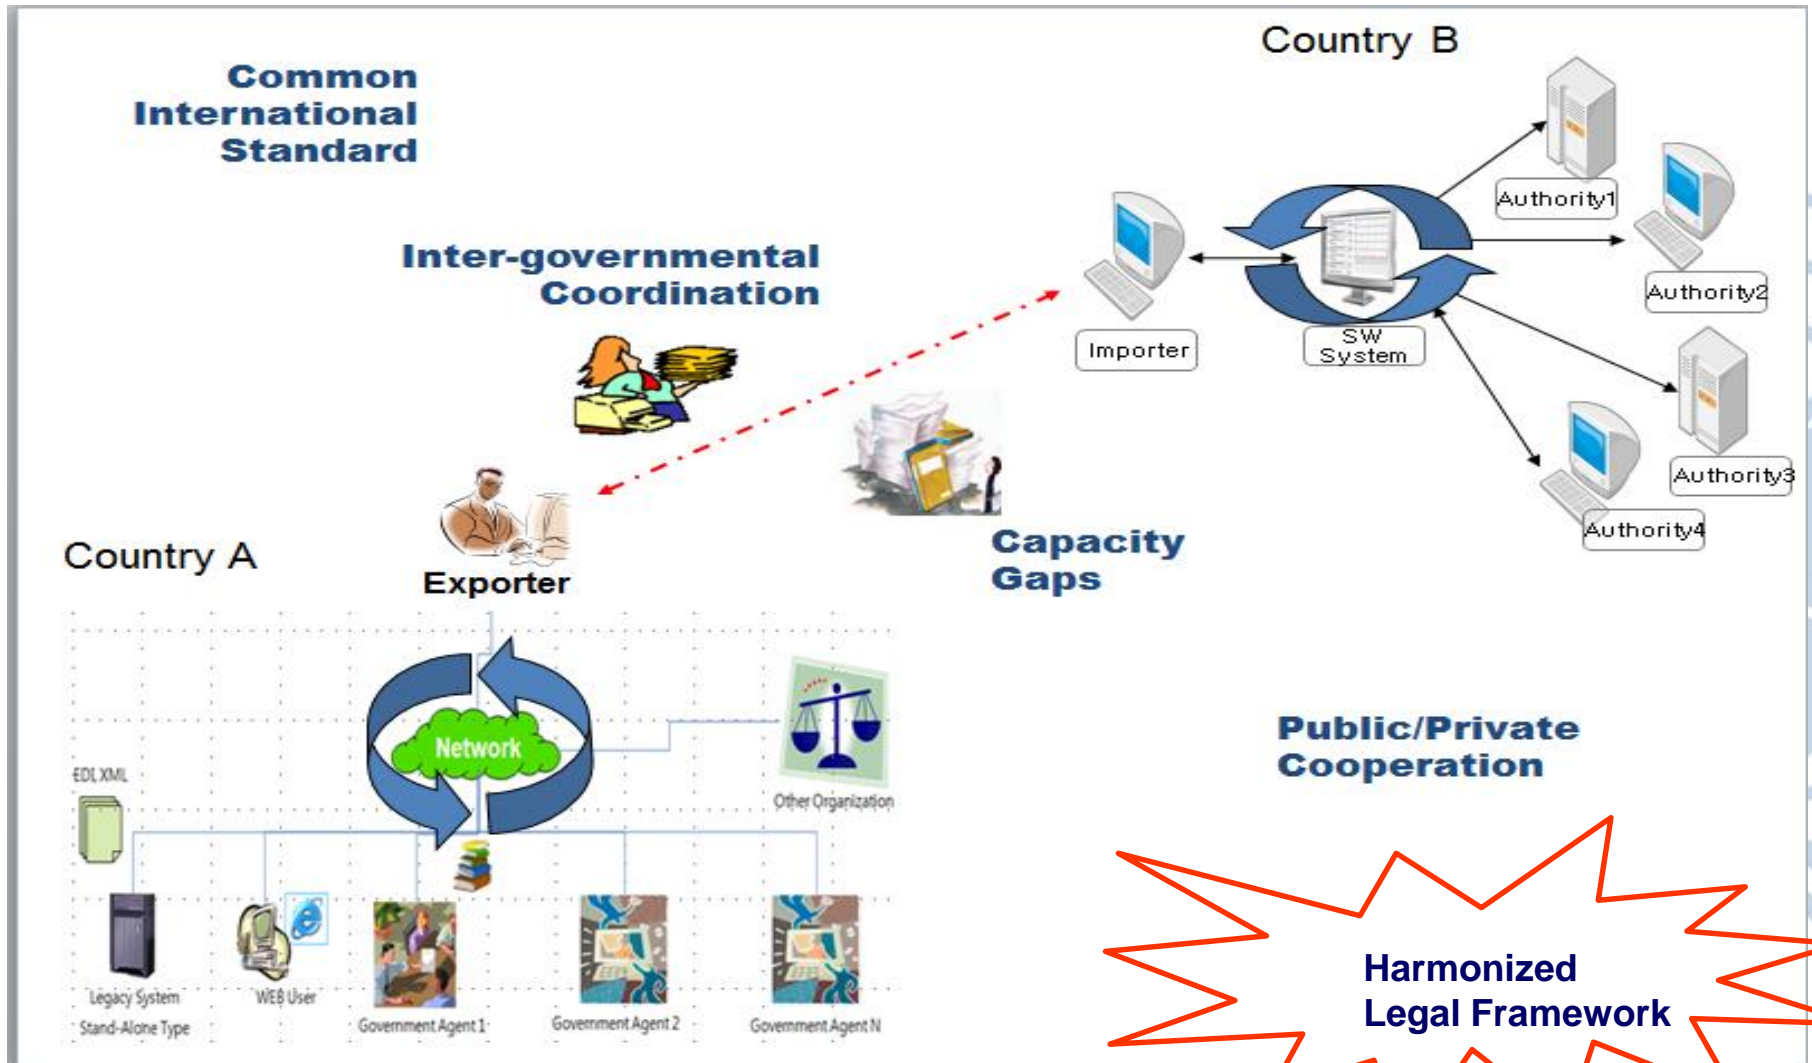 Country B
Common
International
Standard
Authority1
Inter-governmental
Coordination
Authority2
Importer
SW
System
Authority3
Authority4
Capacity
Gaps
Country A
Exporter
Network
EDI, XML
Other Organization
Public/Private
Cooperation
Legacy System
Stand-Alone Type
WEB User
Government Agent 1
Government Agent 2
Government Agent N
Harmonized
Legal Framework